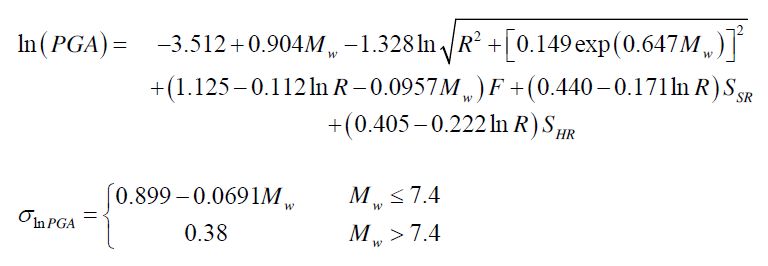 ln(PGA) = −3.512 + 0.904M_w − 1.328 ln √(R² + [0.149 exp(0.647M_w)]²)
+(1.125 − 0.112 ln R − 0.0957M_w)F + (0.440 − 0.171 ln R)S_SR
+(0.405 − 0.222 ln R)S_HR
σ_ln PGA = { 0.899 − 0.0691M_w   M_w ≤ 7.4
0.38   M_w > 7.4